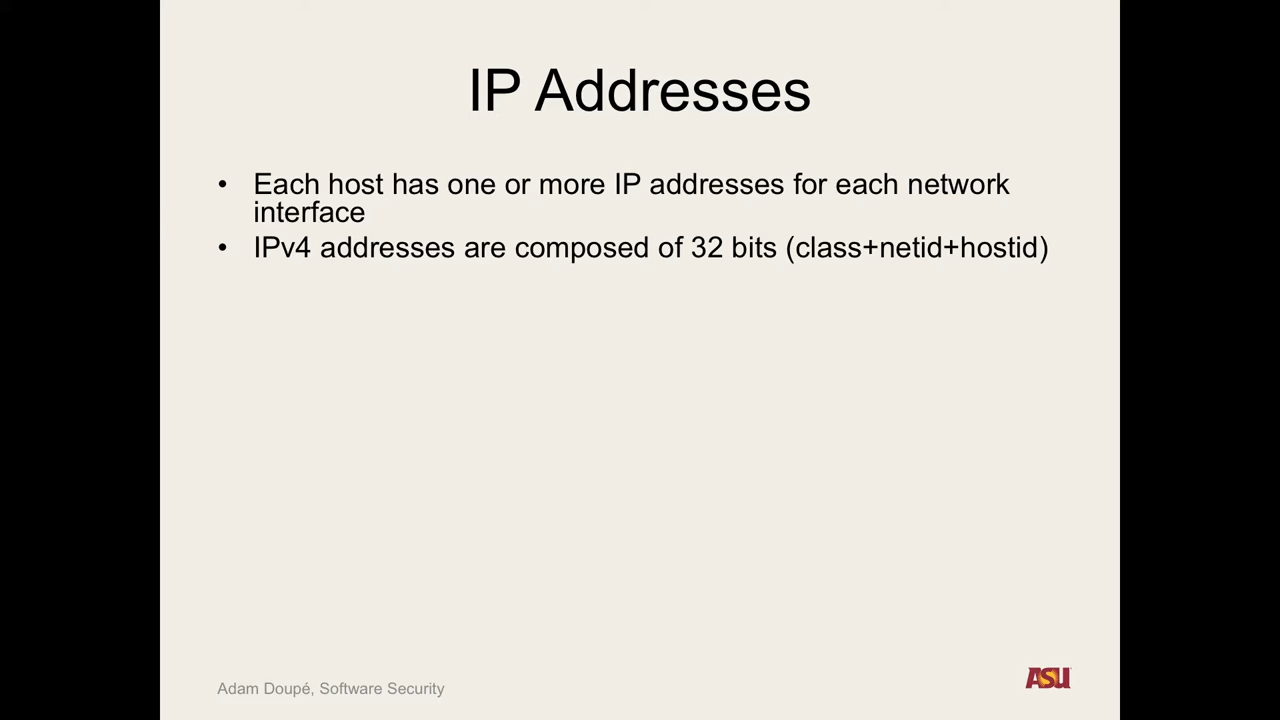 IP Addresses
• Each host has one or more IP addresses for each network
interface
• IPv4 addresses are composed of 32 bits (class+netid+hostid)
Adam Doupé, Software Security
ASU